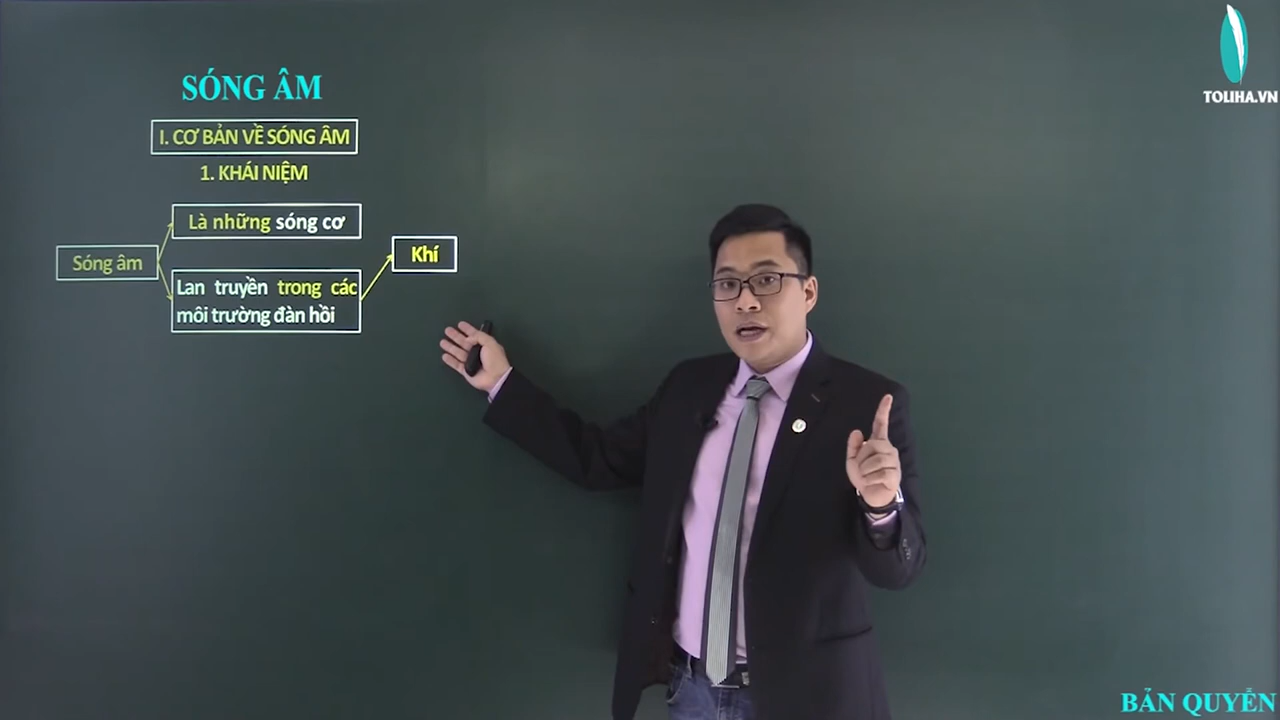 SÓNG ÂM
I. CƠ BẢN VỀ SÓNG ÂM
1. KHÁI NIỆM
Là những sóng cơ
Sóng âm
Khí
Lan truyền trong các
môi trường đàn hồi
TOLIHA.VN
BẢN QUYỀN